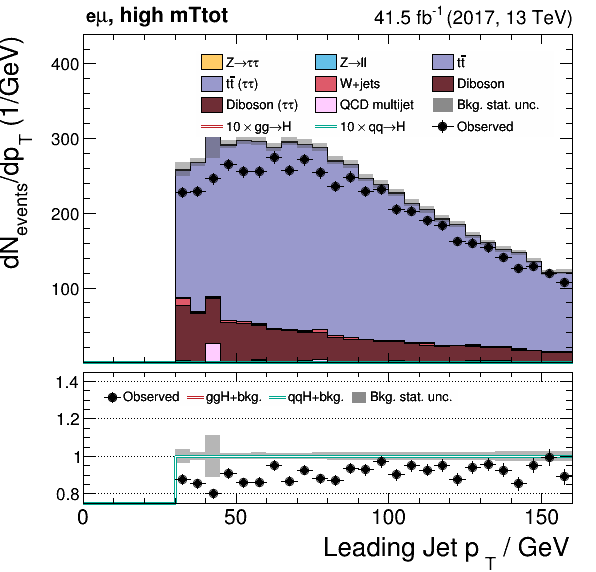 eμ, high mTtot 41.5 fb⁻¹ (2017, 13 TeV)
dN_events/dp_T (1/GeV)
400
300
200
100
Z→ττ Z→ll tt̄
tt̄ (ττ) W+jets Diboson
Diboson (ττ) QCD multijet Bkg. stat. unc.
10 × gg→H 10 × qq→H Observed
1.4
1.2
1
0.8
Observed ggH+bkg. qqH+bkg. Bkg. stat. unc.
0 50 100 150
Leading Jet p_T / GeV